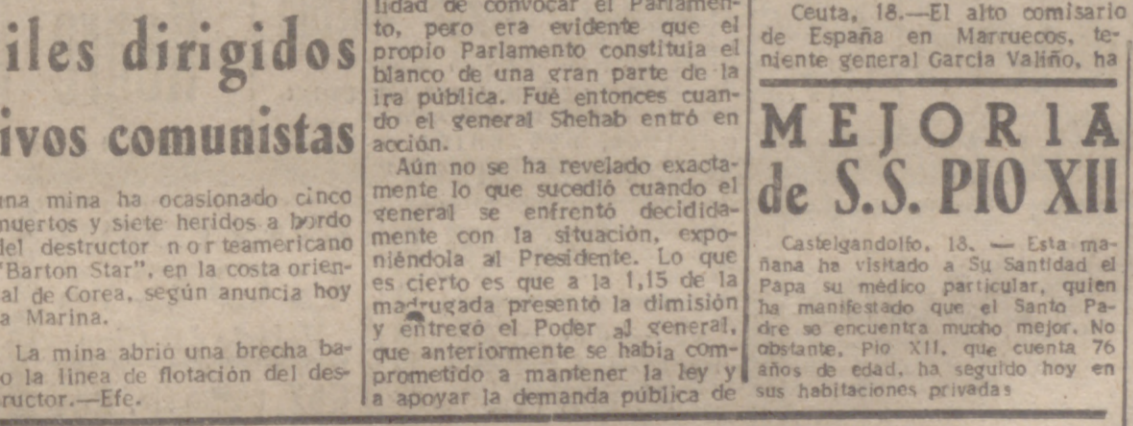 iles dirigidos
ivos comunistas
una mina ha ocasionado cinco
muertos y siete heridos a bordo
del destructor norteamericano
"Barton Star", en la costa orien-
al de Corea, según anuncia hoy
a Marina.
La mina abrió una brecha ba-
o la línea de flotación del des-
ructor.—Efe.
lidad de convocar el Parlamen-
to, pero era evidente que el
propio Parlamento constituía el
blanco de una gran parte de la
ira pública. Fué entonces cuan-
do el general Shehab entró en
acción.
Aún no se ha revelado exacta-
mente lo que sucedió cuando el
general se enfrentó decidida-
mente con la situación, expo-
niéndola al Presidente. Lo que
es cierto es que a la 1,15 de la
madrugada presentó la dimisión
y entregó el Poder al general,
que anteriormente se había com-
prometido a mantener la ley y
a apoyar la demanda pública de
Ceuta, 18.—El alto comisario
de España en Marruecos, te-
niente general García Valiño, ha
MEJORIA
de S.S. PIO XII
Castelgandolfo, 18. — Esta ma-
ñana ha visitado a Su Santidad el
Papa su médico particular, quien
ha manifestado que el Santo Pa-
dre se encuentra mucho mejor. No
obstante, Pío XII, que cuenta 76
años de edad, ha seguido hoy en
sus habitaciones privadas